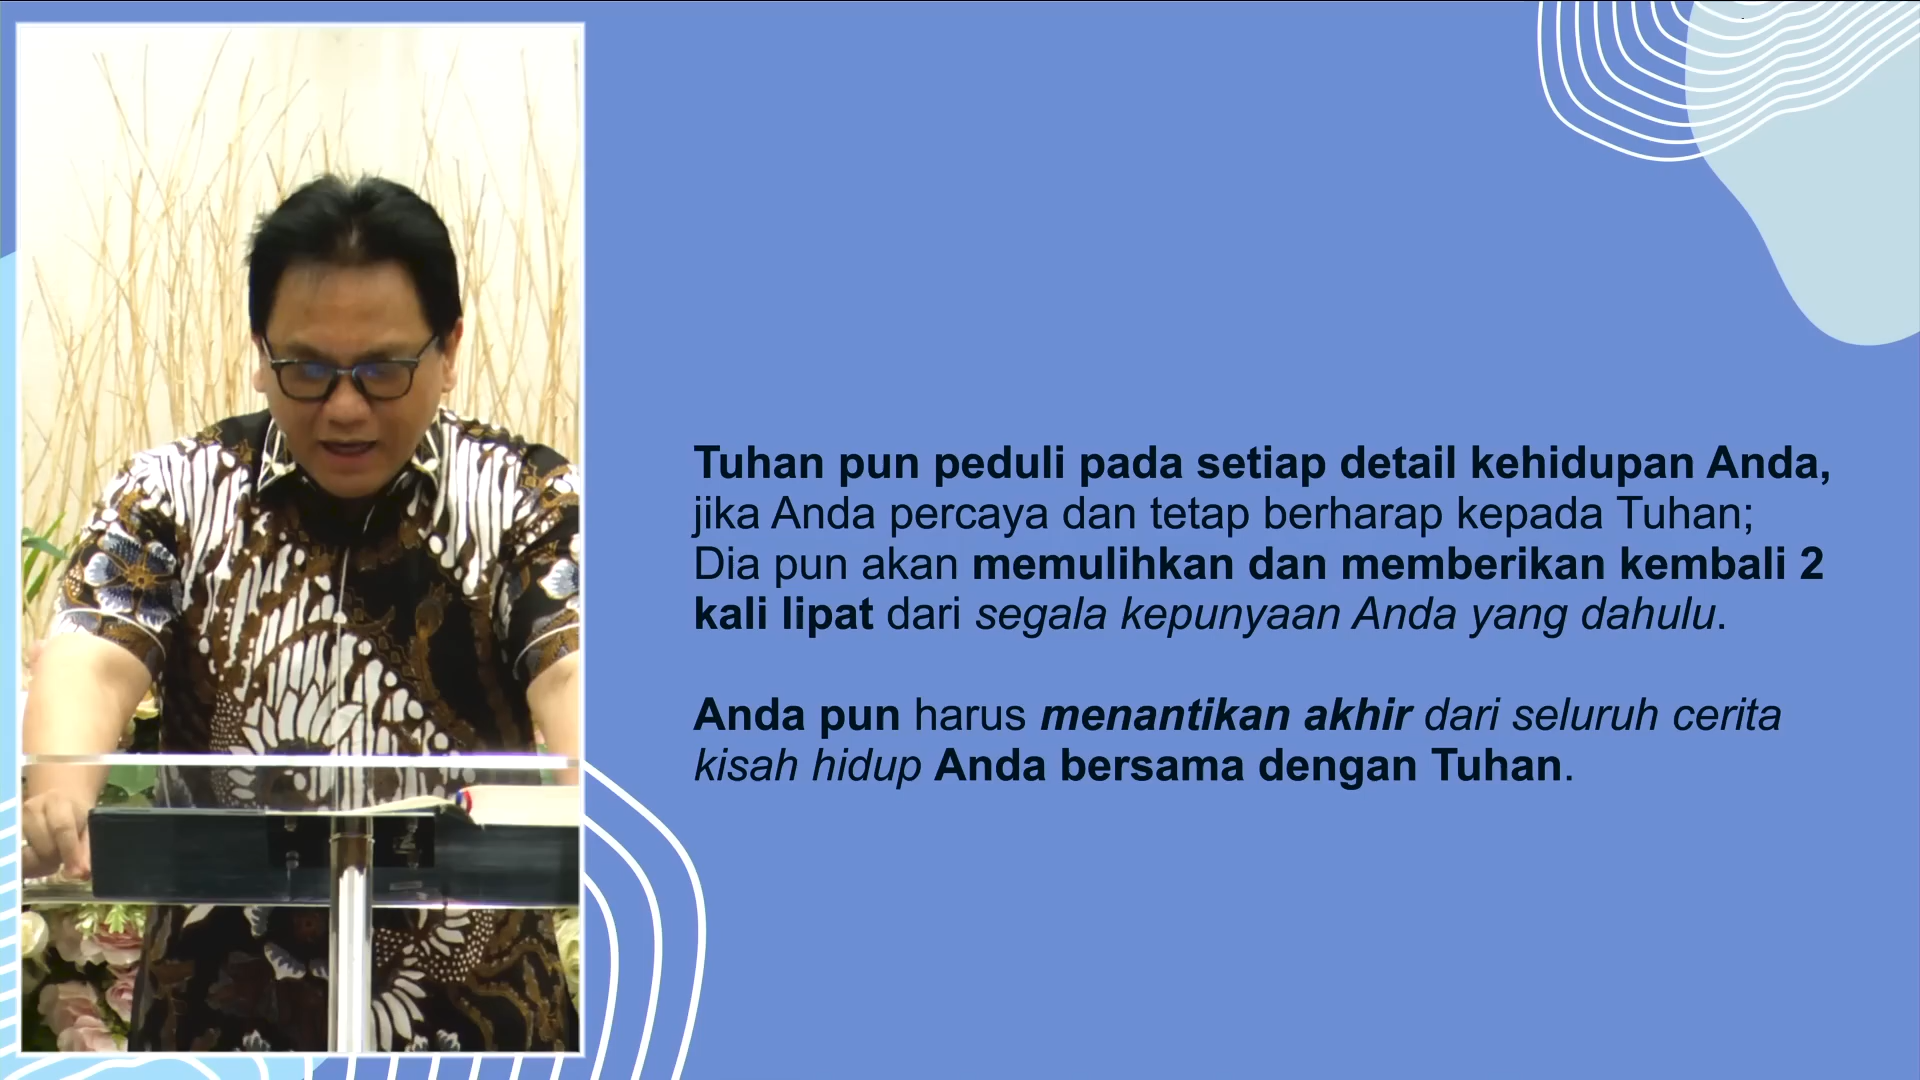 Tuhan pun peduli pada setiap detail kehidupan Anda,
jika Anda percaya dan tetap berharap kepada Tuhan;
Dia pun akan memulihkan dan memberikan kembali 2
kali lipat dari segala kepunyaan Anda yang dahulu.
Anda pun harus menantikan akhir dari seluruh cerita
kisah hidup Anda bersama dengan Tuhan.